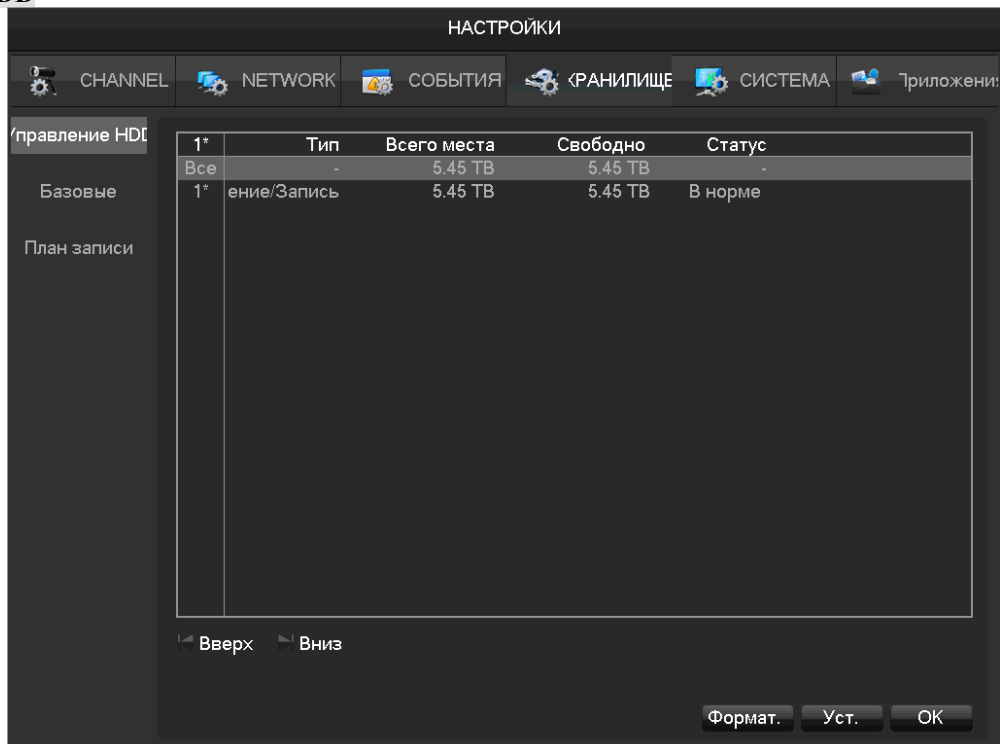 НАСТРОЙКИ
CHANNEL NETWORK СОБЫТИЯ ХРАНИЛИЩЕ СИСТЕМА Приложения
Управление HDD
Базовые
План записи
1* Тип Всего места Свободно Статус
Все - 5.45 TB 5.45 TB -
1* ение/Запись 5.45 TB 5.45 TB В норме
Вверх Вниз
Формат. Уст. OK